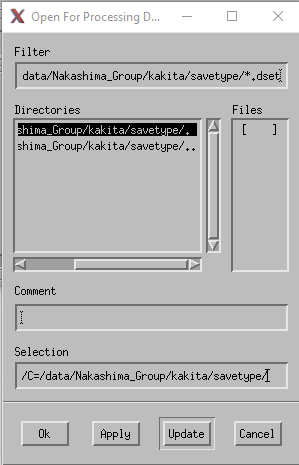 Open For Processing D...
Filter
data/Nakashima_Group/kakita/savetype/*.dset
Directories
Files
shima_Group/kakita/savetype/.
[    ]
shima_Group/kakita/savetype/..
Comment
Selection
/C=/data/Nakashima_Group/kakita/savetype/
Ok
Apply
Update
Cancel